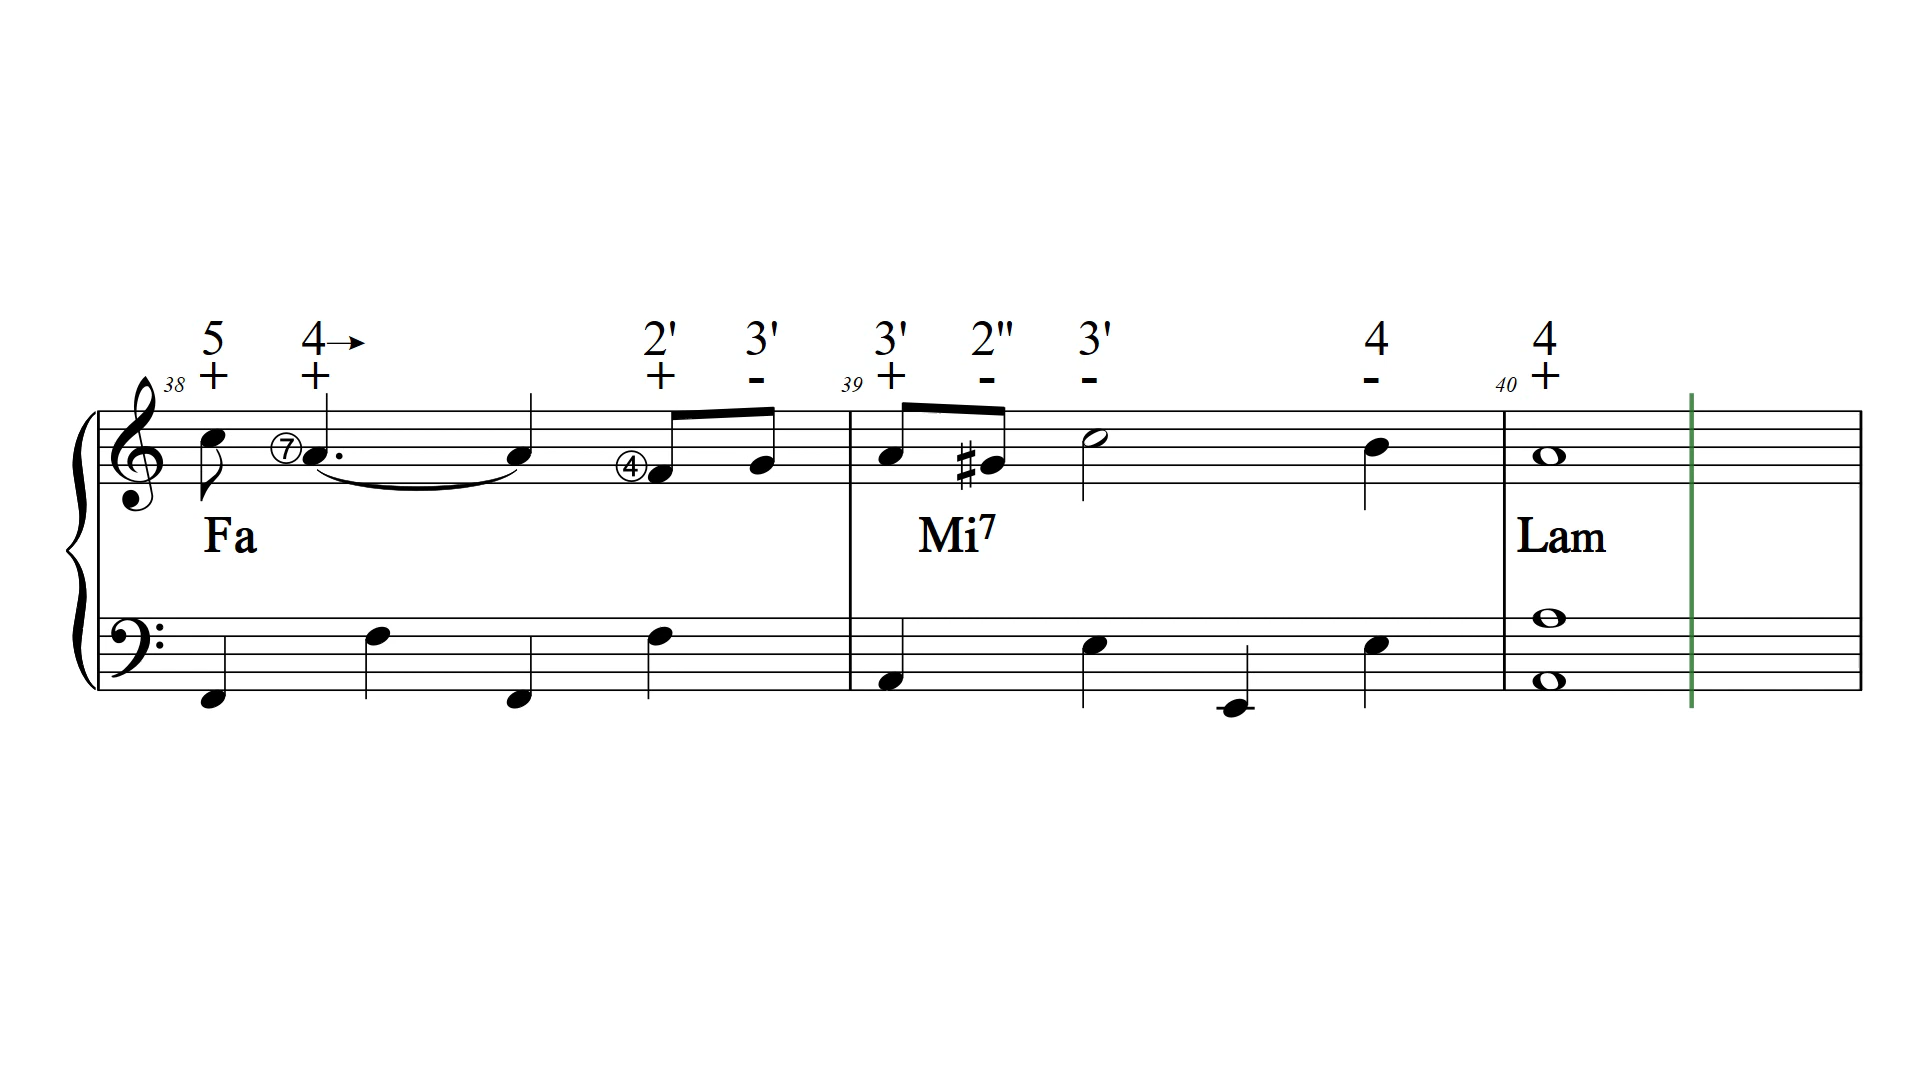 5 4→ 2' 3' 3' 2" 3' 4 4
38 + + + - 39 + - - - 40 +
⑦ ④
Fa Mi⁷ Lam